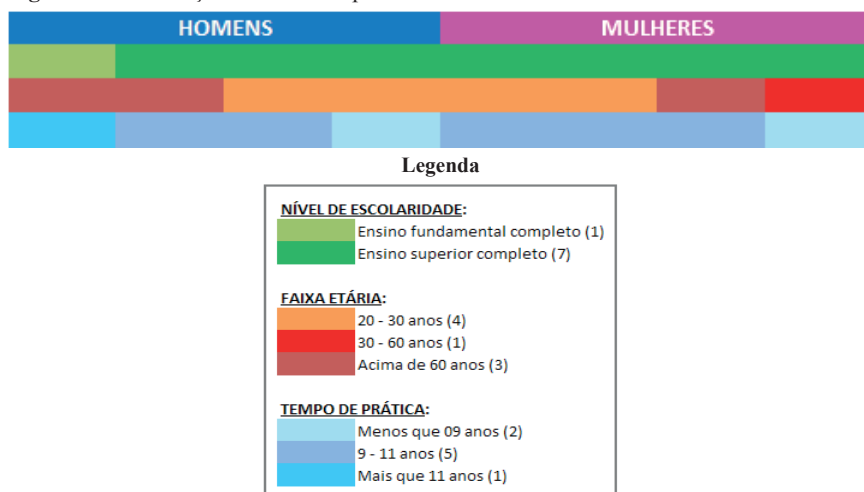 HOMENS MULHERES
Legenda
NÍVEL DE ESCOLARIDADE:
Ensino fundamental completo (1)
Ensino superior completo (7)
FAIXA ETÁRIA:
20 - 30 anos (4)
30 - 60 anos (1)
Acima de 60 anos (3)
TEMPO DE PRÁTICA:
Menos que 09 anos (2)
9 - 11 anos (5)
Mais que 11 anos (1)